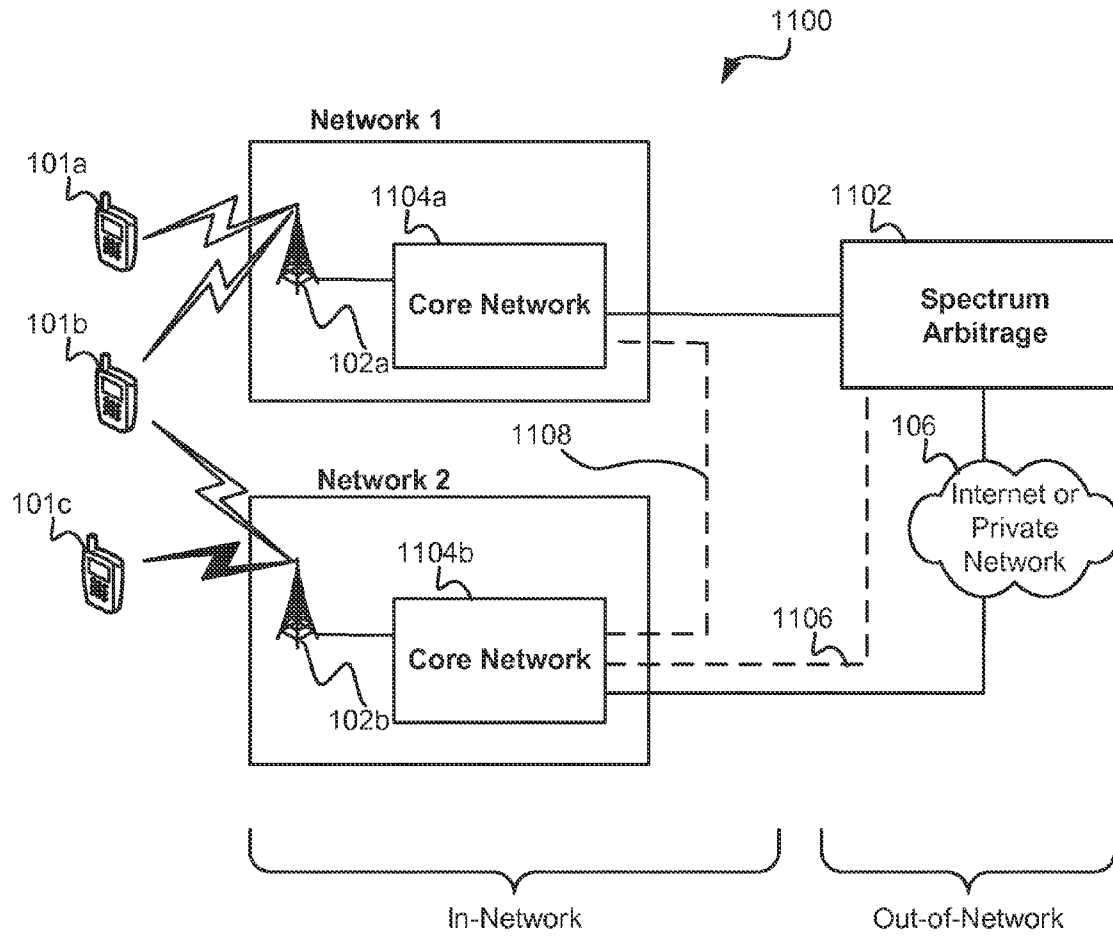 1100
Network 1
101a
1104a
1102
Core Network
Spectrum
Arbitrage
102a
101b
1108
106
Network 2
Internet or
Private
Network
101c
1104b
1106
Core Network
102b
In-Network
Out-of-Network